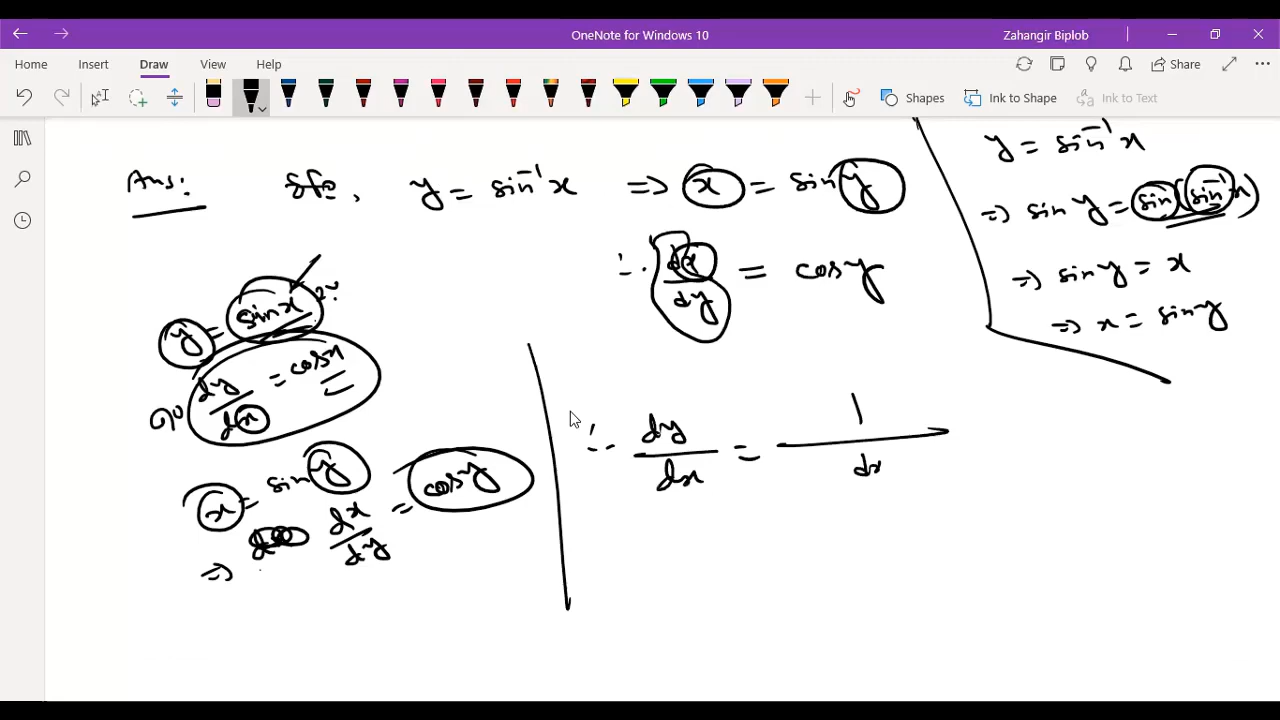 OneNote for Windows 10
Zahangir Biplob
Home Insert Draw View Help
Share
Shapes Ink to Shape Ink to Text
Ans: y = sin⁻¹x => x = sin y
∴ dx/dy = cos y
y = sin x
dy/dx = cos x
x = sin y
=> dx/dy = cos y
∴ dy/dx = 1/dx
y = sin⁻¹x
=> sin y = sin(sin⁻¹x)
=> sin y = x
=> x = sin y